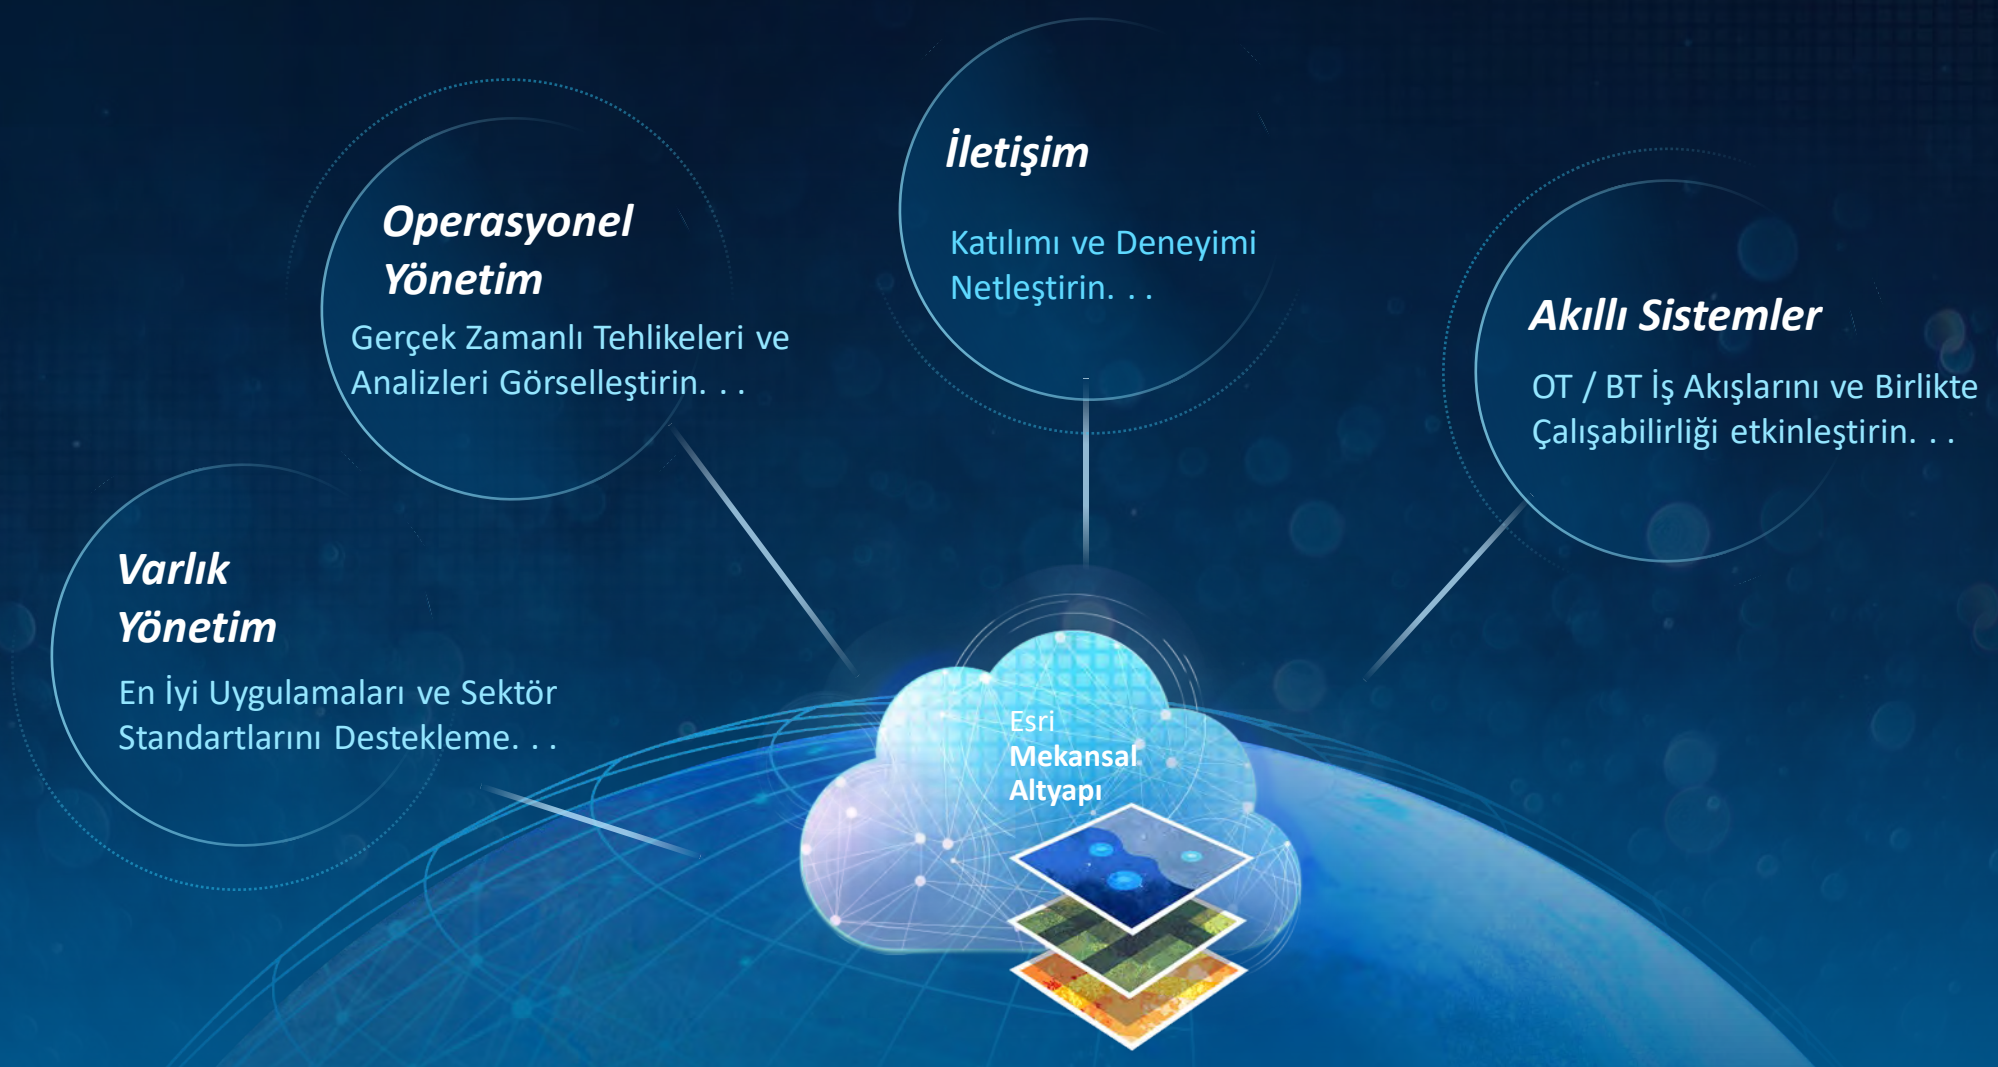 İletişim
Katılımı ve Deneyimi
Netleştirin. . .
Operasyonel
Yönetim
Gerçek Zamanlı Tehlikeleri ve
Analizleri Görselleştirin. . .
Akıllı Sistemler
OT / BT İş Akışlarını ve Birlikte
Çalışabilirliği etkinleştirin. . .
Varlık
Yönetim
En İyi Uygulamaları ve Sektör
Standartlarını Destekleme. . .
Esri
Mekansal
Altyapı